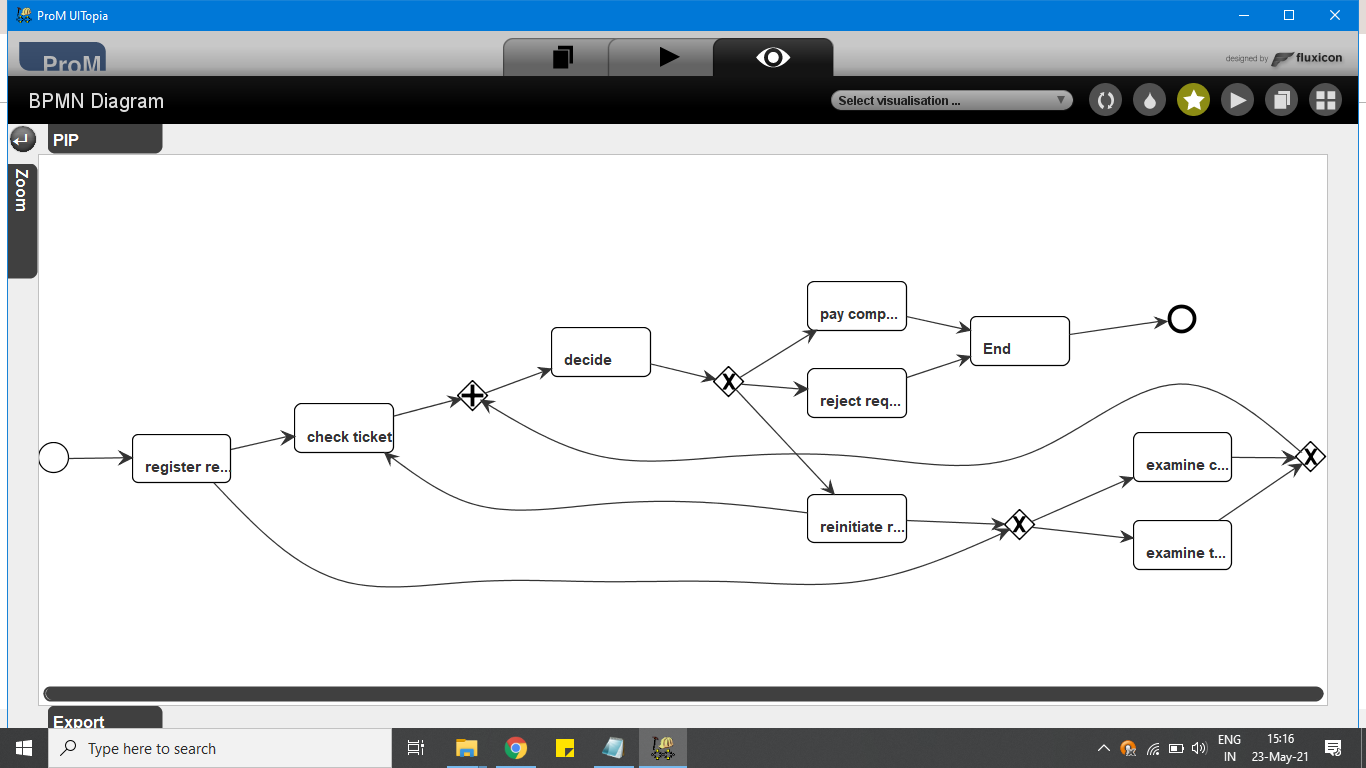 ProM UITopia
ProM
designed by fluxicon
BPMN Diagram
Select visualisation ...
PIP
Zoom
pay comp...
decide
End
X
reject req...
check ticket
register re...
examine c...
X
reinitiate r...
X
examine t...
Export
Type here to search
ENG
IN
15:16
23-May-21